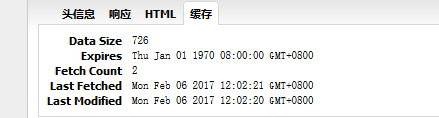 头信息 响应 HTML 缓存
Data Size 726
Expires Thu Jan 01 1970 08:00:00 GMT+0800
Fetch Count 2
Last Fetched Mon Feb 06 2017 12:02:21 GMT+0800
Last Modified Mon Feb 06 2017 12:02:20 GMT+0800